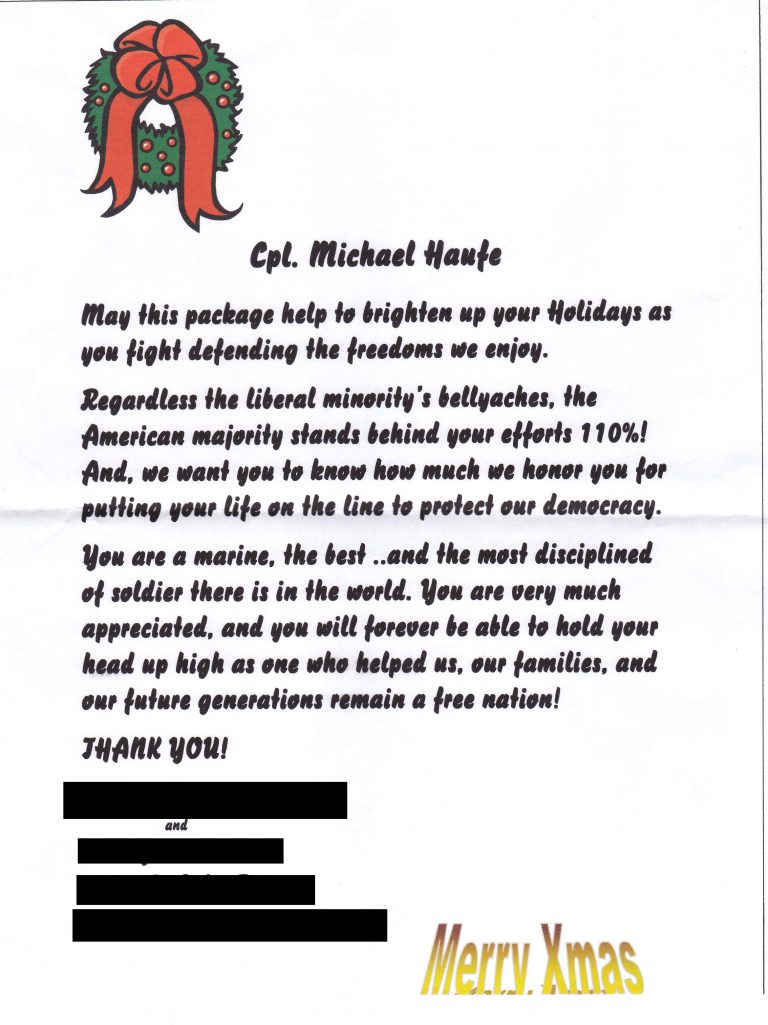 Cpl. Michael Haufe
May this package help to brighten up your Holidays as
you fight defending the freedoms we enjoy.
Regardless the liberal minority's bellyaches, the
American majority stands behind your efforts 110%!
And, we want you to know how much we honor you for
putting your life on the line to protect our democracy.
You are a marine, the best ..and the most disciplined
of soldier there is in the world. You are very much
appreciated, and you will forever be able to hold your
head up high as one who helped us, our families, and
our future generations remain a free nation!
THANK YOU!
and
Merry Xmas